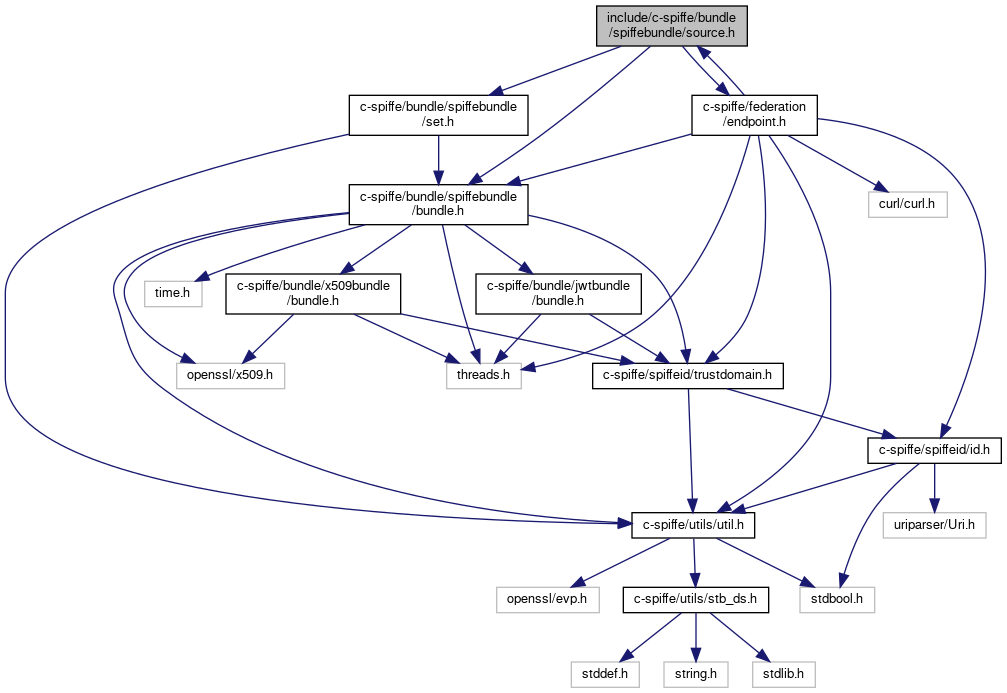 include/c-spiffe/bundle
/spiffebundle/source.h
c-spiffe/bundle/spiffebundle
/set.h
c-spiffe/federation
/endpoint.h
c-spiffe/bundle/spiffebundle
/bundle.h
curl/curl.h
time.h
c-spiffe/bundle/x509bundle
/bundle.h
c-spiffe/bundle/jwtbundle
/bundle.h
openssl/x509.h
threads.h
c-spiffe/spiffeid/trustdomain.h
c-spiffe/spiffeid/id.h
c-spiffe/utils/util.h
uriparser/Uri.h
openssl/evp.h
c-spiffe/utils/stb_ds.h
stdbool.h
stddef.h
string.h
stdlib.h